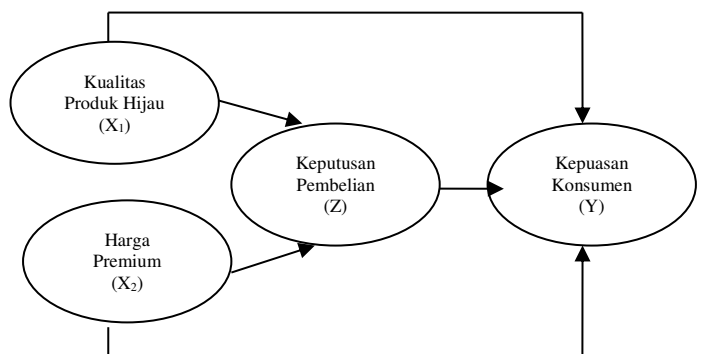 Kualitas
Produk Hijau
(X₁)
Keputusan
Pembelian
(Z)
Kepuasan
Konsumen
(Y)
Harga
Premium
(X₂)